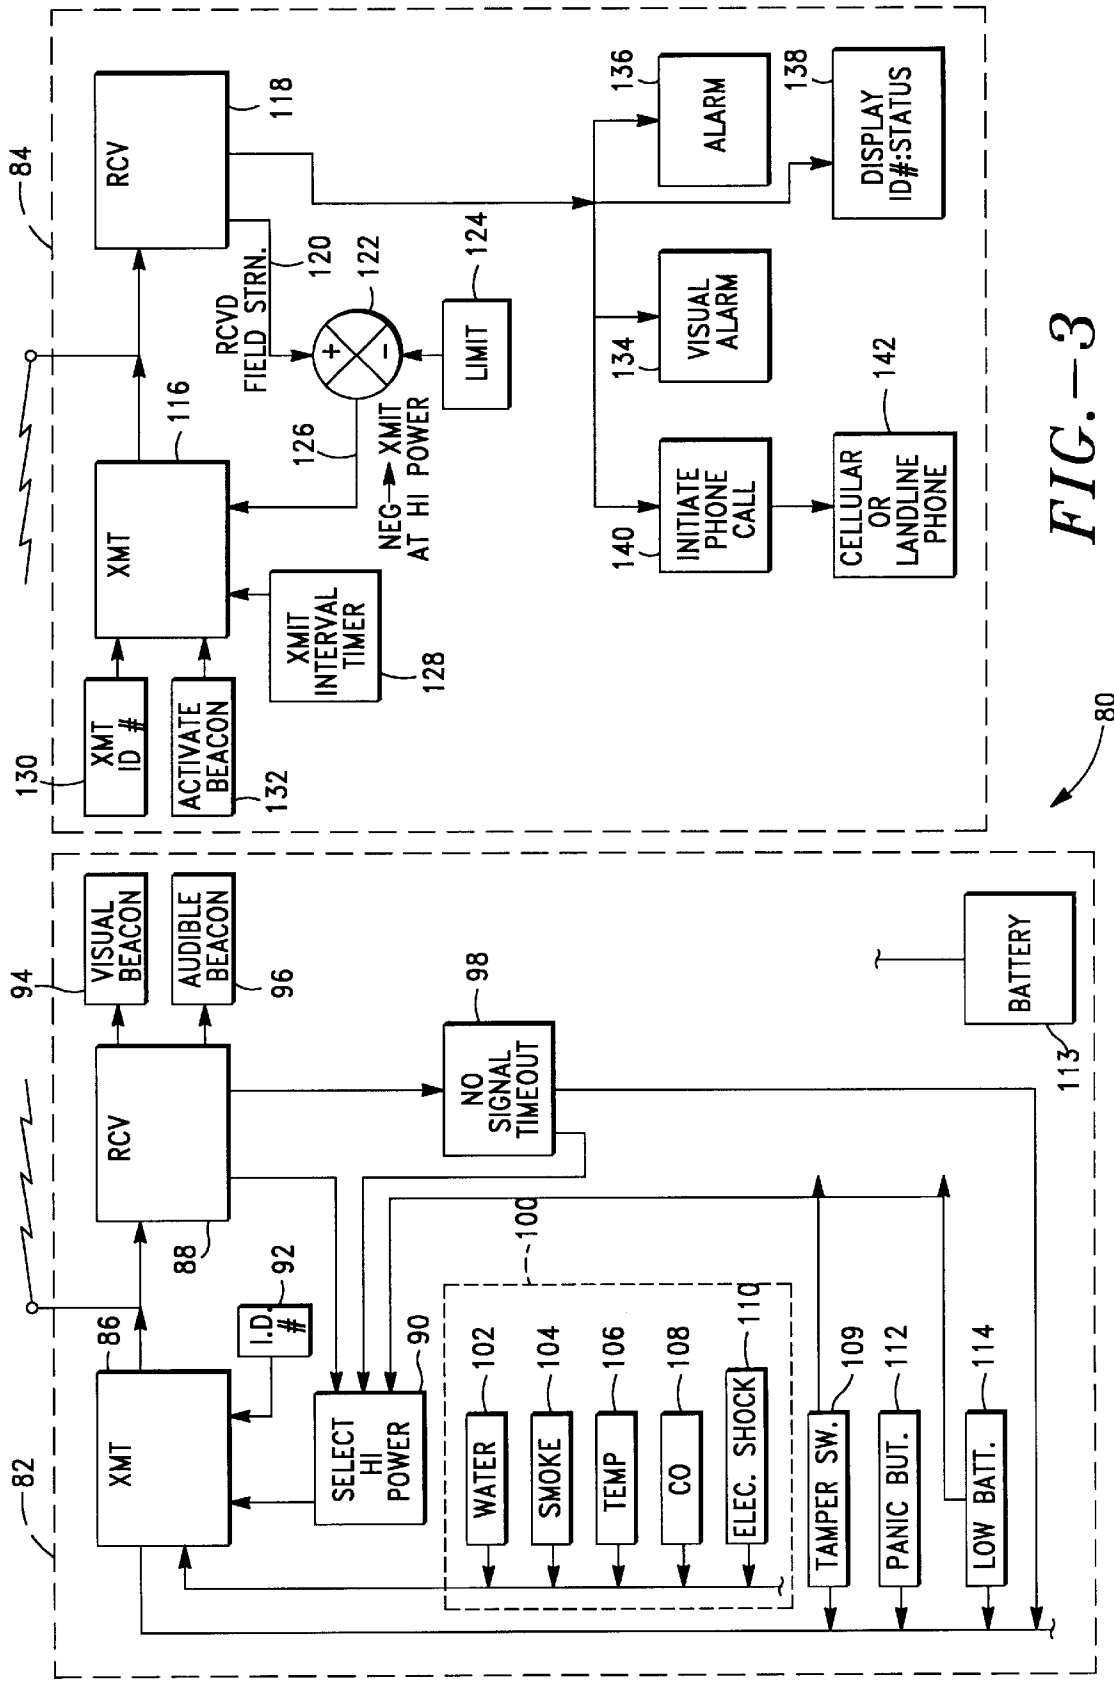 82
86
XMT
I.D.
#
92
88
RCV
94
VISUAL
BEACON
AUDIBLE
BEACON
96
SELECT
HI
POWER
90
NO
SIGNAL
TIMEOUT
98
100
WATER
102
SMOKE
104
TEMP
106
CO
108
ELEC. SHOCK
110
TAMPER SW.
109
PANIC BUT.
112
LOW BATT.
114
BATTERY
113
84
130
XMT
ID #
ACTIVATE
BEACON
132
XMT
116
RCV
118
XMIT
INTERVAL
TIMER
128
126
NEG → XMIT
AT HI POWER
RCVD
FIELD STRN.
120
+
-
122
LIMIT
124
140
INITIATE
PHONE
CALL
134
VISUAL
ALARM
136
ALARM
CELLULAR
OR
LANDLINE
PHONE
142
138
DISPLAY
ID#:STATUS
80
FIG.-3